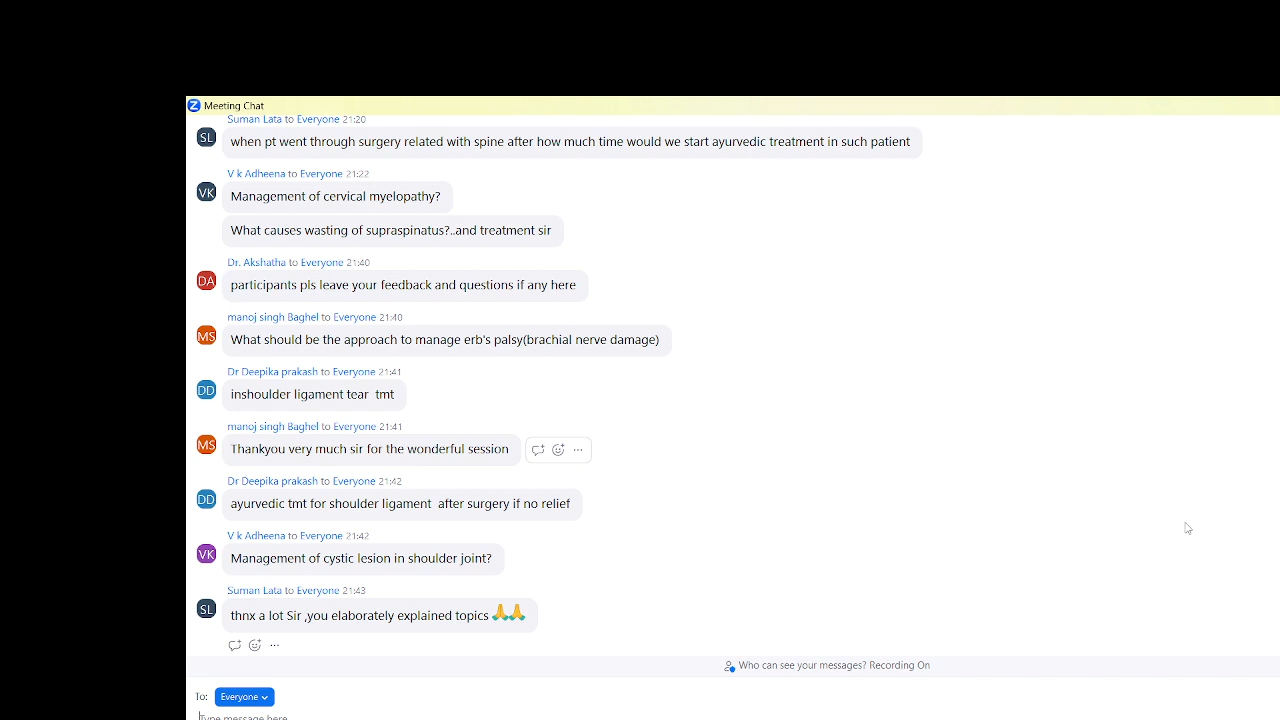 Meeting Chat
Suman Lata to Everyone 21:20
SL
when pt went through surgery related with spine after how much time would we start ayurvedic treatment in such patient
V k Adheena to Everyone 21:22
VK
Management of cervical myelopathy?
What causes wasting of supraspinatus?..and treatment sir
Dr. Akshatha to Everyone 21:40
DA
participants pls leave your feedback and questions if any here
manoj singh Baghel to Everyone 21:40
MS
What should be the approach to manage erb's palsy(brachial nerve damage)
Dr Deepika prakash to Everyone 21:41
DD
inshoulder ligament tear tmt
manoj singh Baghel to Everyone 21:41
MS
Thankyou very much sir for the wonderful session
Dr Deepika prakash to Everyone 21:42
DD
ayurvedic tmt for shoulder ligament after surgery if no relief
V k Adheena to Everyone 21:42
VK
Management of cystic lesion in shoulder joint?
Suman Lata to Everyone 21:43
SL
thnx a lot Sir ,you elaborately explained topics 🙏🙏
Who can see your messages? Recording On
To: Everyone
Type message here